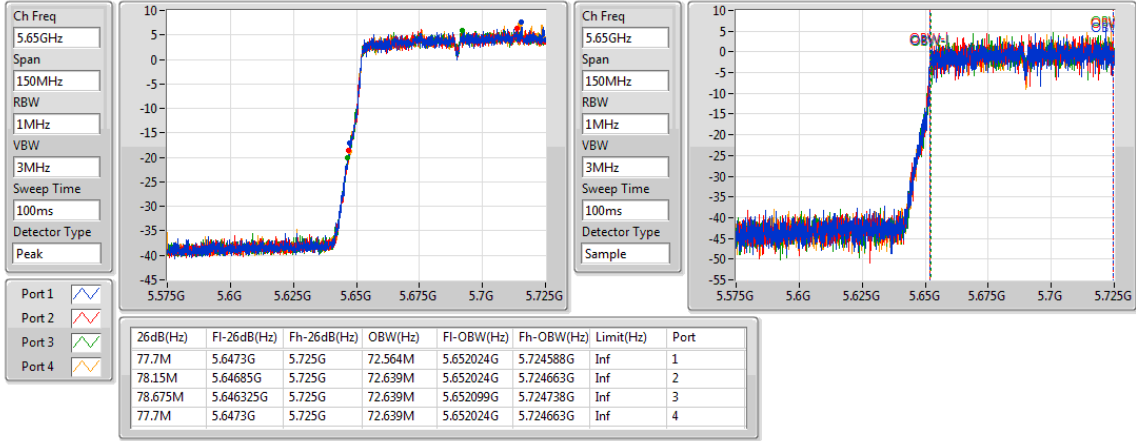 Ch Freq
5.65GHz
Span
150MHz
RBW
1MHz
VBW
3MHz
Sweep Time
100ms
Detector Type
Peak
10
5
0
-5
-10
-15
-20
-25
-30
-35
-40
-45
5.575G 5.6G 5.625G 5.65G 5.675G 5.7G 5.725G
Ch Freq
5.65GHz
Span
150MHz
RBW
1MHz
VBW
3MHz
Sweep Time
100ms
Detector Type
Sample
10
5
0
-5
-10
-15
-20
-25
-30
-35
-40
-45
-50
-55
OBW-l
OBV
5.575G 5.6G 5.625G 5.65G 5.675G 5.7G 5.725G
Port 1
Port 2
Port 3
Port 4
26dB(Hz) Fl-26dB(Hz) Fh-26dB(Hz) OBW(Hz) Fl-OBW(Hz) Fh-OBW(Hz) Limit(Hz) Port
77.7M 5.6473G 5.725G 72.564M 5.652024G 5.724588G Inf 1
78.15M 5.64685G 5.725G 72.639M 5.652024G 5.724663G Inf 2
78.675M 5.646325G 5.725G 72.639M 5.652099G 5.724738G Inf 3
77.7M 5.6473G 5.725G 72.639M 5.652024G 5.724663G Inf 4